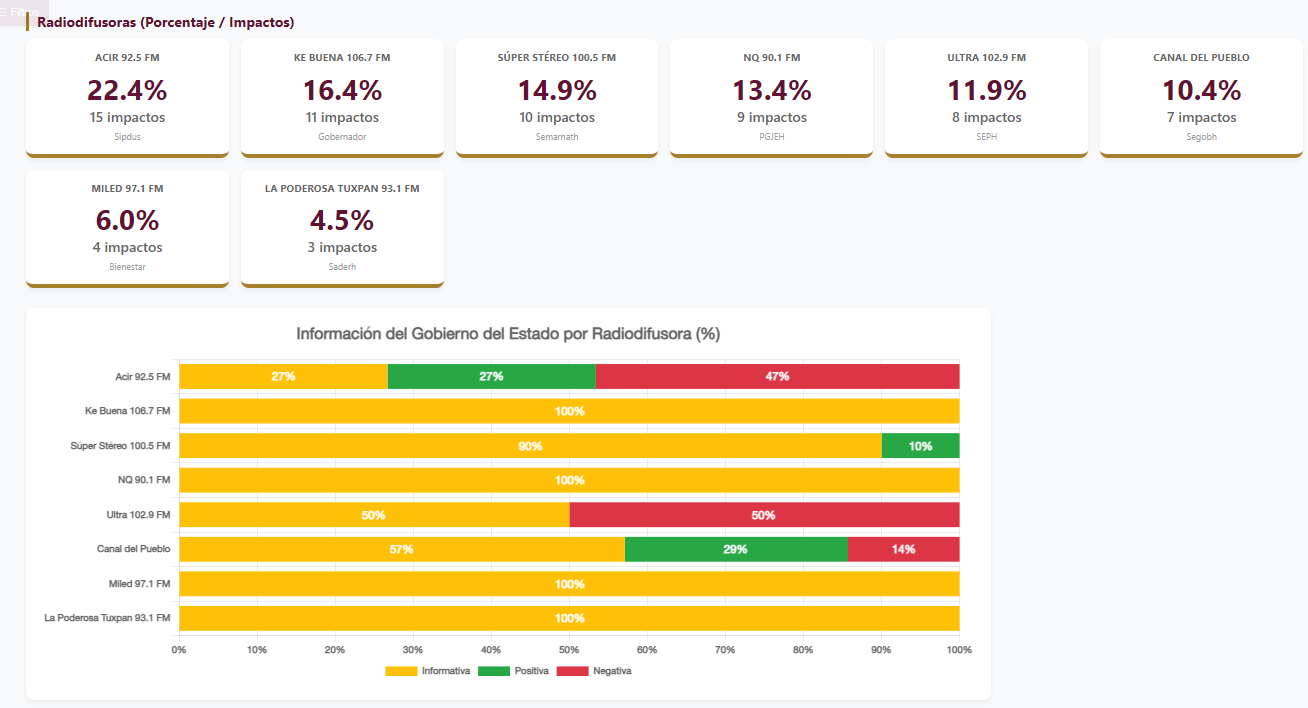 ☰ Filtros
Radiodifusoras (Porcentaje / Impactos)
ACIR 92.5 FM
22.4%
15 impactos
Sipdus
KE BUENA 106.7 FM
16.4%
11 impactos
Gobernador
SÚPER STÉREO 100.5 FM
14.9%
10 impactos
Semarnath
NQ 90.1 FM
13.4%
9 impactos
PGJEH
ULTRA 102.9 FM
11.9%
8 impactos
SEPH
CANAL DEL PUEBLO
10.4%
7 impactos
Segobh
MILED 97.1 FM
6.0%
4 impactos
Bienestar
LA PODEROSA TUXPAN 93.1 FM
4.5%
3 impactos
Saderh
Información del Gobierno del Estado por Radiodifusora (%)
Acir 92.5 FM 27% 27% 47%
Ke Buena 106.7 FM 100%
Súper Stéreo 100.5 FM 90% 10%
NQ 90.1 FM 100%
Ultra 102.9 FM 50% 50%
Canal del Pueblo 57% 29% 14%
Miled 97.1 FM 100%
La Poderosa Tuxpan 93.1 FM 100%
0% 10% 20% 30% 40% 50% 60% 70% 80% 90% 100%
Informativa Positiva Negativa